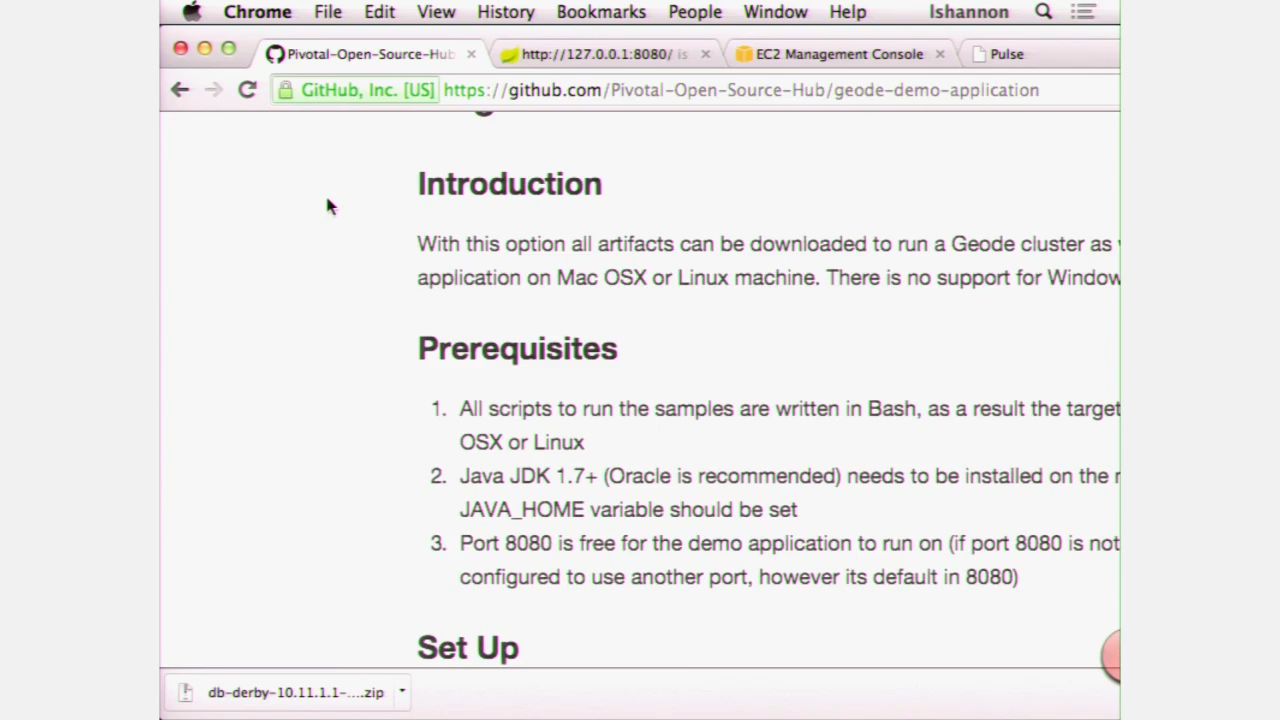 Chrome File Edit View History Bookmarks People Window Help lshannon
Pivotal-Open-Source-Hub × http://127.0.0.1:8080/ is × EC2 Management Console × Pulse
GitHub, Inc. [US] https://github.com/Pivotal-Open-Source-Hub/geode-demo-application
Introduction
With this option all artifacts can be downloaded to run a Geode cluster as
application on Mac OSX or Linux machine. There is no support for Window
Prerequisites
1. All scripts to run the samples are written in Bash, as a result the target
OSX or Linux
2. Java JDK 1.7+ (Oracle is recommended) needs to be installed on the
JAVA_HOME variable should be set
3. Port 8080 is free for the demo application to run on (if port 8080 is not
configured to use another port, however its default in 8080)
Set Up
db-derby-10.11.1.1-....zip